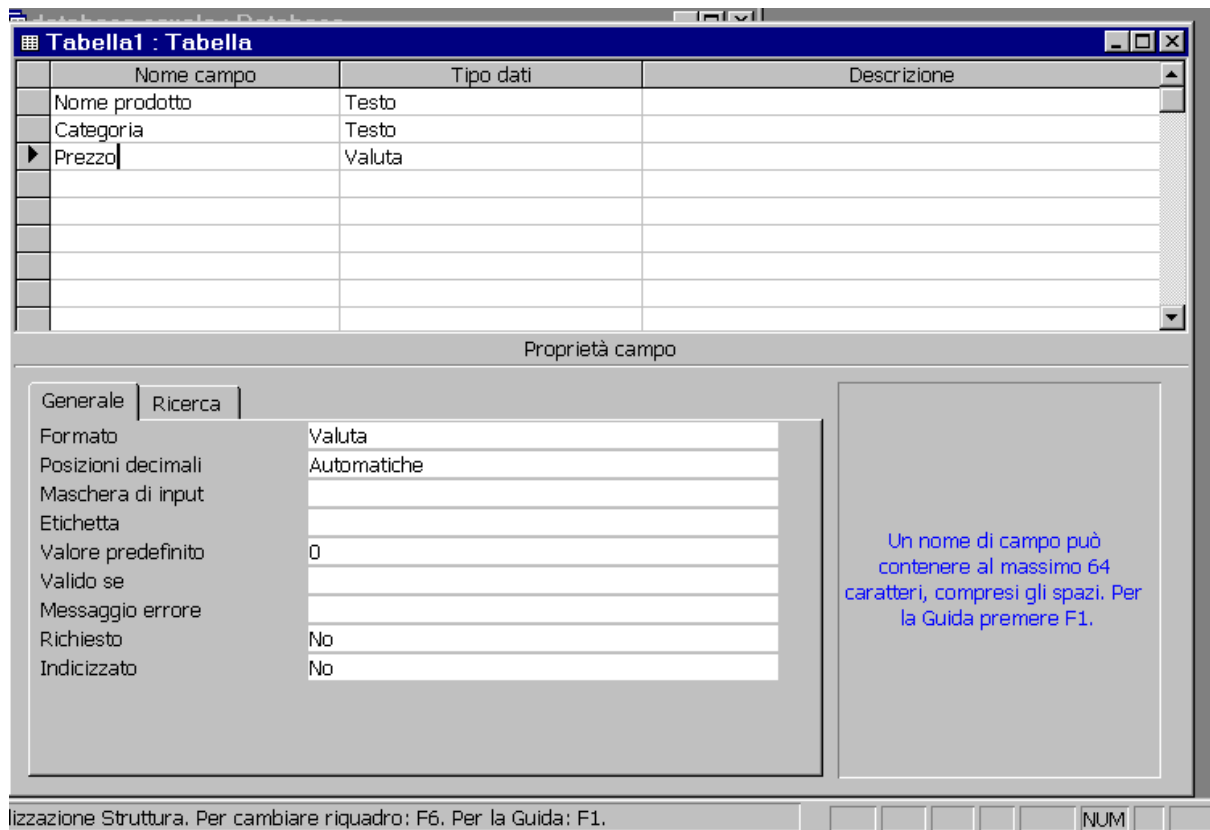 Database
Tabella1 : Tabella
Nome campo Tipo dati Descrizione
Nome prodotto Testo
Categoria Testo
Prezzo Valuta
Proprietà campo
Generale Ricerca
Formato Valuta
Posizioni decimali Automatiche
Maschera di input
Etichetta
Valore predefinito 0
Valido se
Messaggio errore
Richiesto No
Indicizzato No
Un nome di campo può
contenere al massimo 64
caratteri, compresi gli spazi. Per
la Guida premere F1.
lizzazione Struttura. Per cambiare riquadro: F6. Per la Guida: F1. NUM